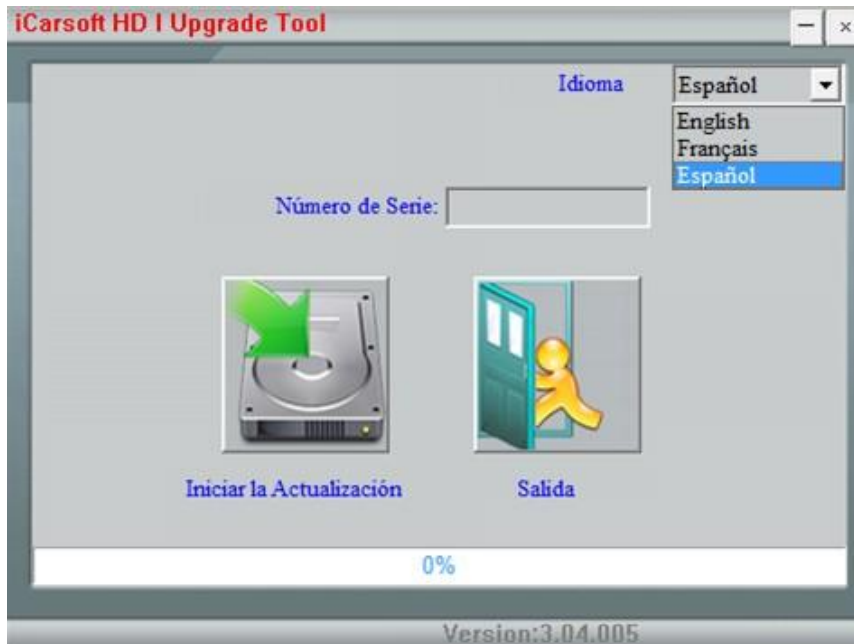 iCarsoft HD I Upgrade Tool
Idioma Español
English
Français
Español
Número de Serie:
Iniciar la Actualización Salida
0%
Version:3.04.005